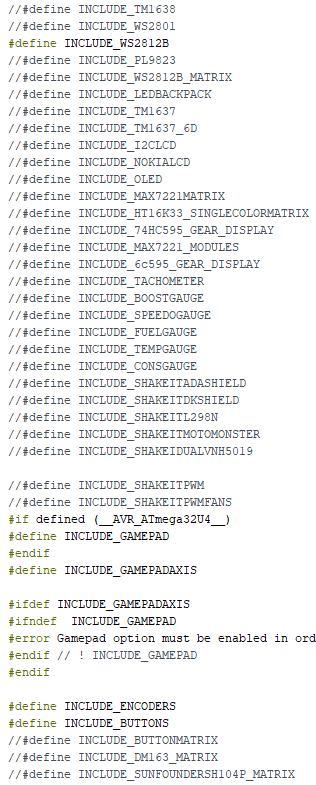 //#define INCLUDE_TM1638
//#define INCLUDE_WS2801
#define INCLUDE_WS2812B
//#define INCLUDE_PL9823
//#define INCLUDE_WS2812B_MATRIX
//#define INCLUDE_LEDBACKPACK
//#define INCLUDE_TM1637
//#define INCLUDE_TM1637_6D
//#define INCLUDE_I2CLCD
//#define INCLUDE_NOKIALCD
//#define INCLUDE_OLED
//#define INCLUDE_MAX7221MATRIX
//#define INCLUDE_HT16K33_SINGLECOLORMATRIX
//#define INCLUDE_74HC595_GEAR_DISPLAY
//#define INCLUDE_MAX7221_MODULES
//#define INCLUDE_6c595_GEAR_DISPLAY
//#define INCLUDE_TACHOMETER
//#define INCLUDE_BOOSTGAUGE
//#define INCLUDE_SPEEDOGAUGE
//#define INCLUDE_FUELGAUGE
//#define INCLUDE_TEMPGAUGE
//#define INCLUDE_CONSGAUGE
//#define INCLUDE_SHAKEITADASHIELD
//#define INCLUDE_SHAKEITDKSHIELD
//#define INCLUDE_SHAKEITL298N
//#define INCLUDE_SHAKEITMOTOMONSTER
//#define INCLUDE_SHAKEIDUALVNH5019
//#define INCLUDE_SHAKEITPWM
//#define INCLUDE_SHAKEITPWMFANS
#if defined (__AVR_ATmega32U4__)
#define INCLUDE_GAMEPAD
#endif
#define INCLUDE_GAMEPADAXIS
#ifdef INCLUDE_GAMEPADAXIS
#ifndef  INCLUDE_GAMEPAD
#error Gamepad option must be enabled in ord
#endif // ! INCLUDE_GAMEPAD
#endif
#define INCLUDE_ENCODERS
#define INCLUDE_BUTTONS
//#define INCLUDE_BUTTONMATRIX
//#define INCLUDE_DM163_MATRIX
//#define INCLUDE_SUNFOUNDERSH104P_MATRIX